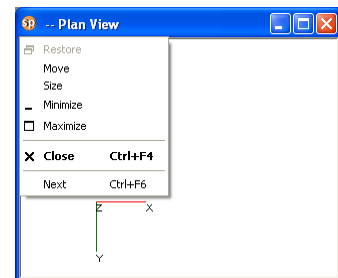 -- Plan View
Restore
Move
Size
Minimize
Maximize
Close Ctrl+F4
Next Ctrl+F6
Z X
Y